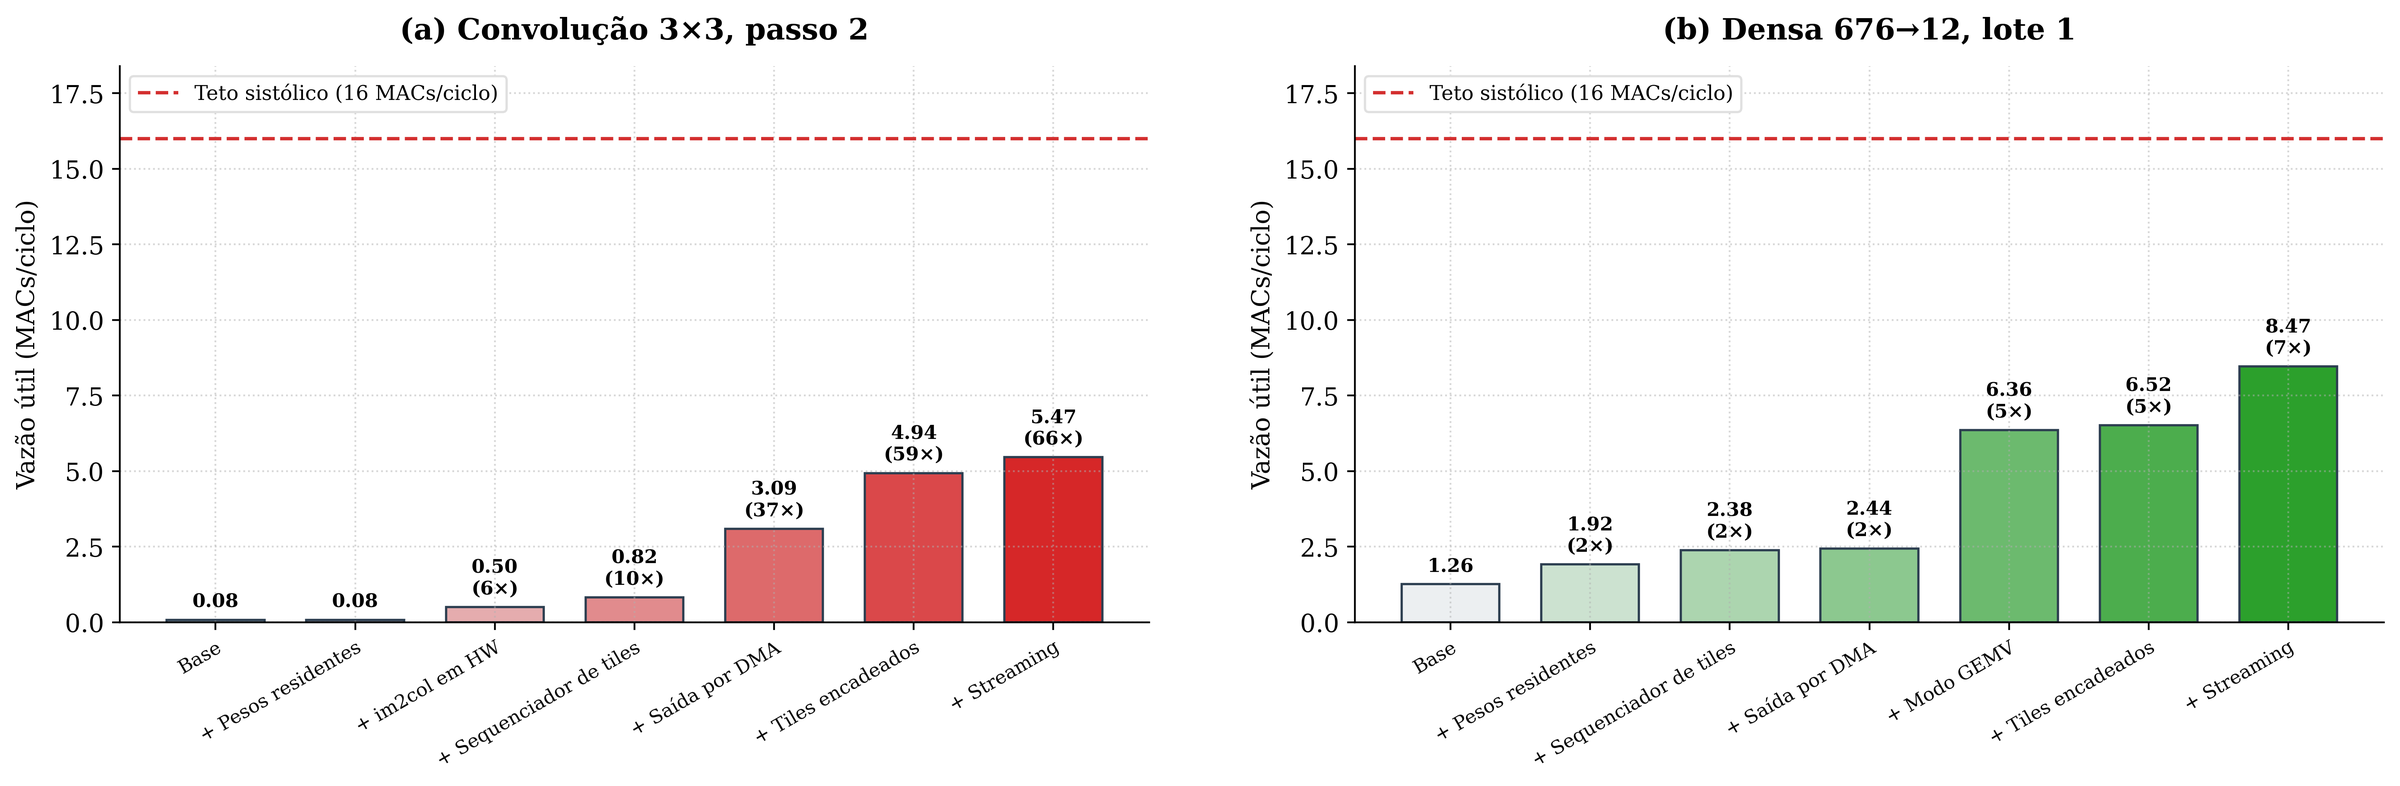 (a) Convolução 3×3, passo 2
Vazão útil (MACs/ciclo)
17.5
15.0
12.5
10.0
7.5
5.0
2.5
0.0
Teto sistólico (16 MACs/ciclo)
0.08
0.08
0.50
(6×)
0.82
(10×)
3.09
(37×)
4.94
(59×)
5.47
(66×)
Base
+ Pesos residentes
+ im2col em HW
+ Sequenciador de tiles
+ Saída por DMA
+ Tiles encadeados
+ Streaming
(b) Densa 676→12, lote 1
Vazão útil (MACs/ciclo)
17.5
15.0
12.5
10.0
7.5
5.0
2.5
0.0
Teto sistólico (16 MACs/ciclo)
1.26
1.92
(2×)
2.38
(2×)
2.44
(2×)
6.36
(5×)
6.52
(5×)
8.47
(7×)
Base
+ Pesos residentes
+ Sequenciador de tiles
+ Saída por DMA
+ Modo GEMV
+ Tiles encadeados
+ Streaming